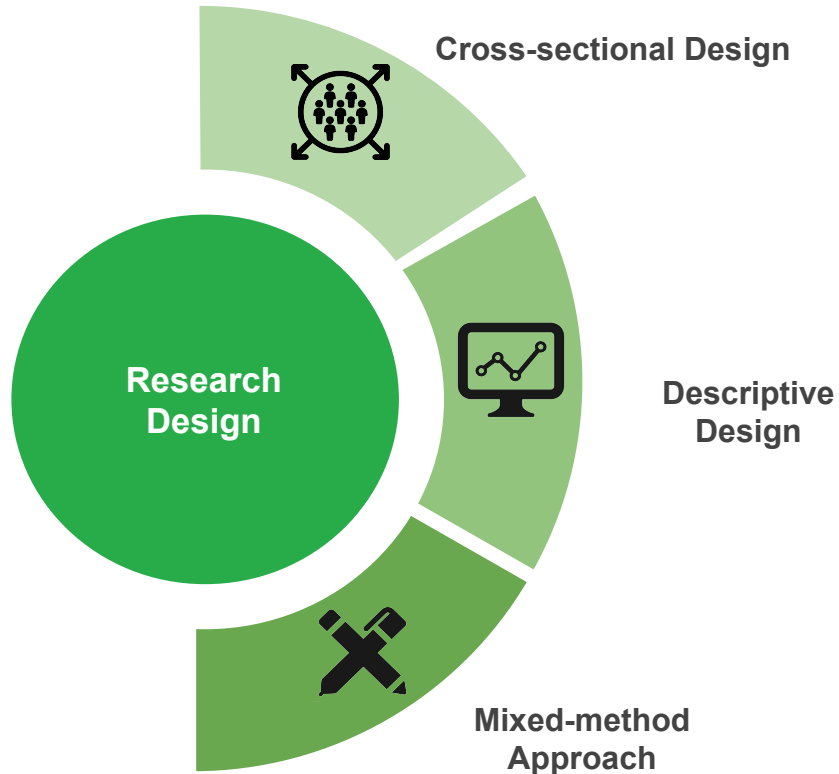 Cross-sectional Design
Research
Design
Descriptive
Design
Mixed-method
Approach